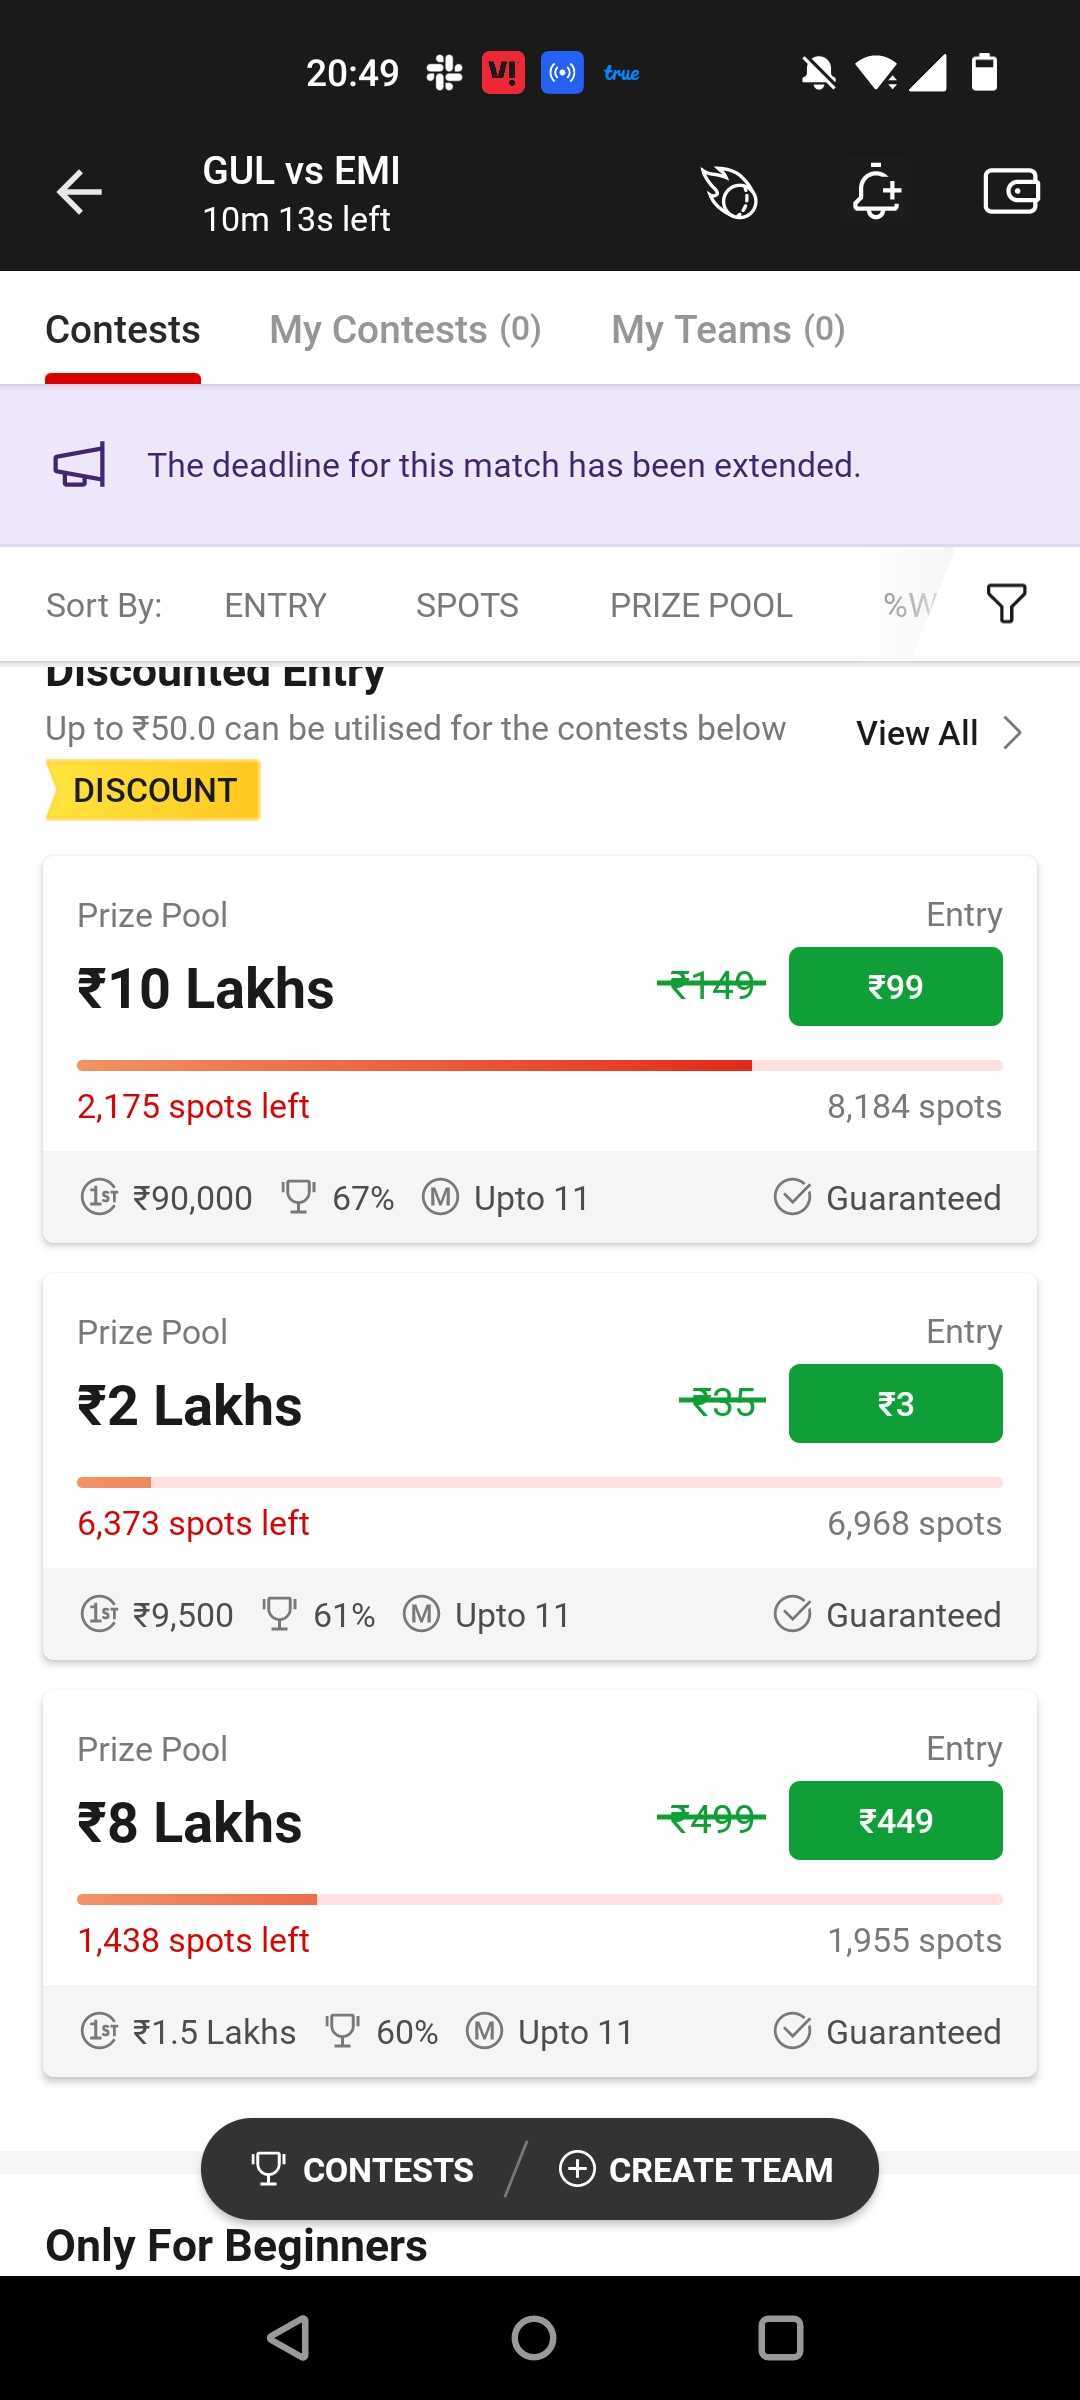 20:49
V!
true
GUL vs EMI
10m 13s left
Contests
My Contests (0)
My Teams (0)
The deadline for this match has been extended.
Sort By:
ENTRY
SPOTS
PRIZE POOL
%W
Discounted Entry
Up to ₹50.0 can be utilised for the contests below
View All
DISCOUNT
Prize Pool
Entry
₹10 Lakhs
₹149
₹99
2,175 spots left
8,184 spots
1ST ₹90,000
67%
M Upto 11
Guaranteed
Prize Pool
Entry
₹2 Lakhs
₹35
₹3
6,373 spots left
6,968 spots
1ST ₹9,500
61%
M Upto 11
Guaranteed
Prize Pool
Entry
₹8 Lakhs
₹499
₹449
1,438 spots left
1,955 spots
1ST ₹1.5 Lakhs
60%
M Upto 11
Guaranteed
CONTESTS
CREATE TEAM
Only For Beginners